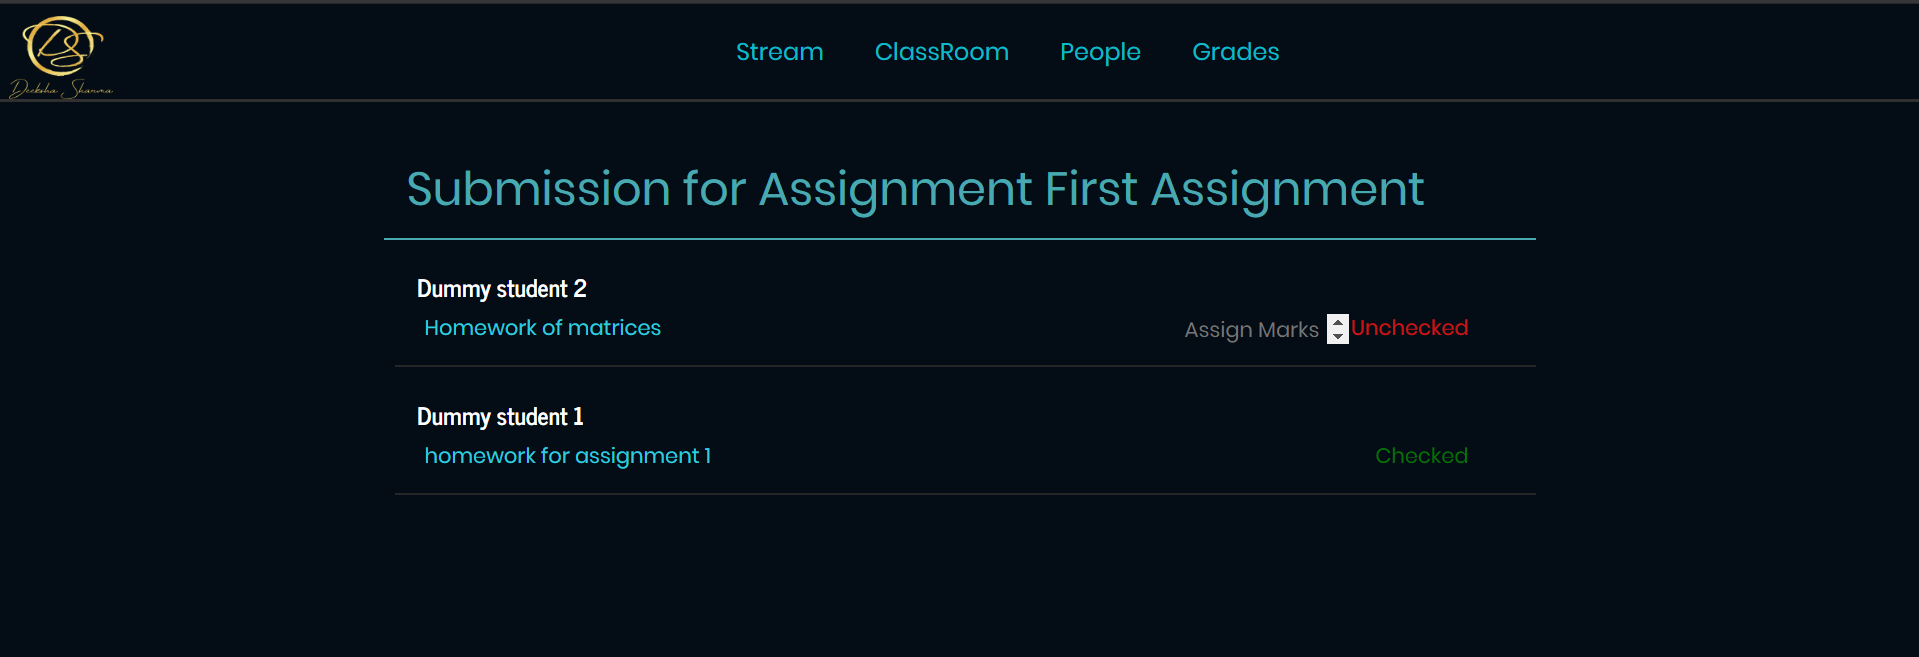 Deeksha Sharma
Stream ClassRoom People Grades
Submission for Assignment First Assignment
Dummy student 2
Homework of matrices Assign Marks Unchecked
Dummy student 1
homework for assignment 1 Checked